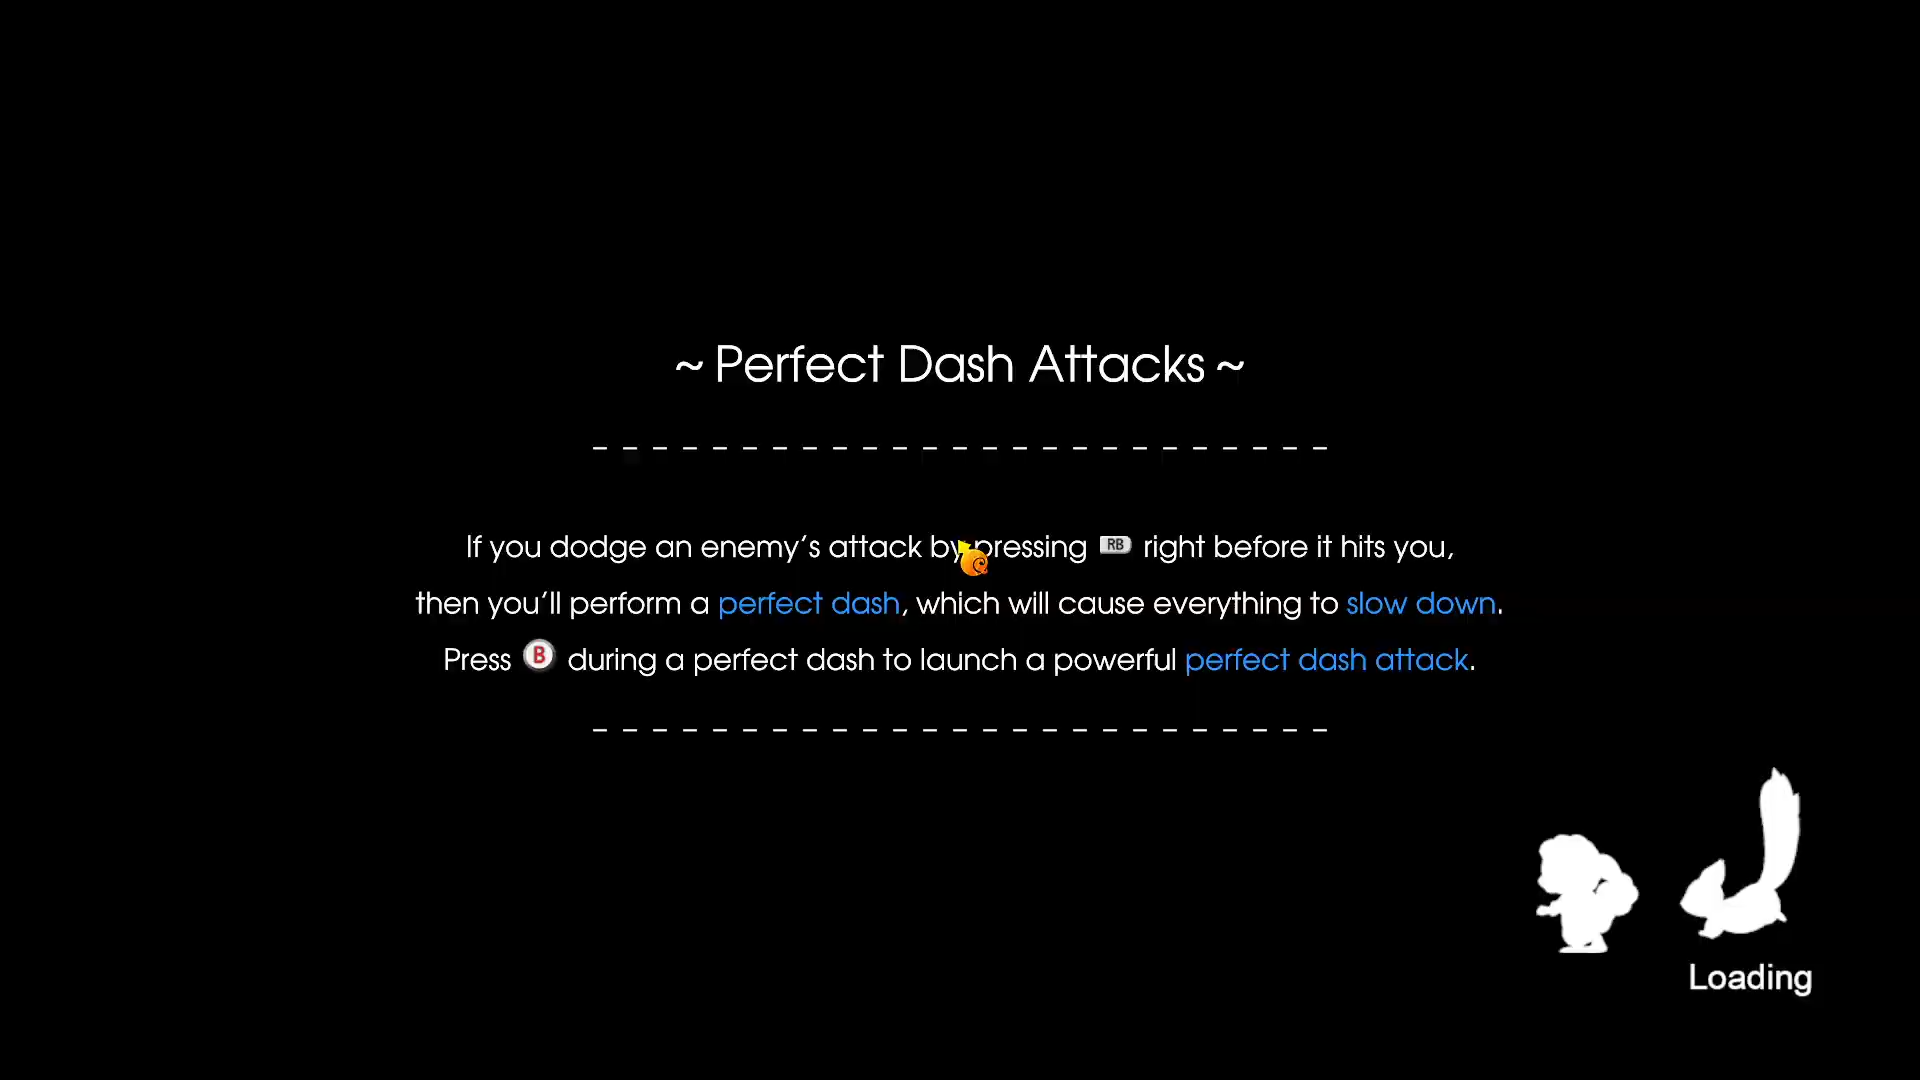 ~ Perfect Dash Attacks ~
– – – – – – – – – – – – – – – – – – – – – – – – –
If you dodge an enemy's attack by pressing RB right before it hits you,
then you'll perform a perfect dash, which will cause everything to slow down.
Press B during a perfect dash to launch a powerful perfect dash attack.
– – – – – – – – – – – – – – – – – – – – – – – – –
Loading